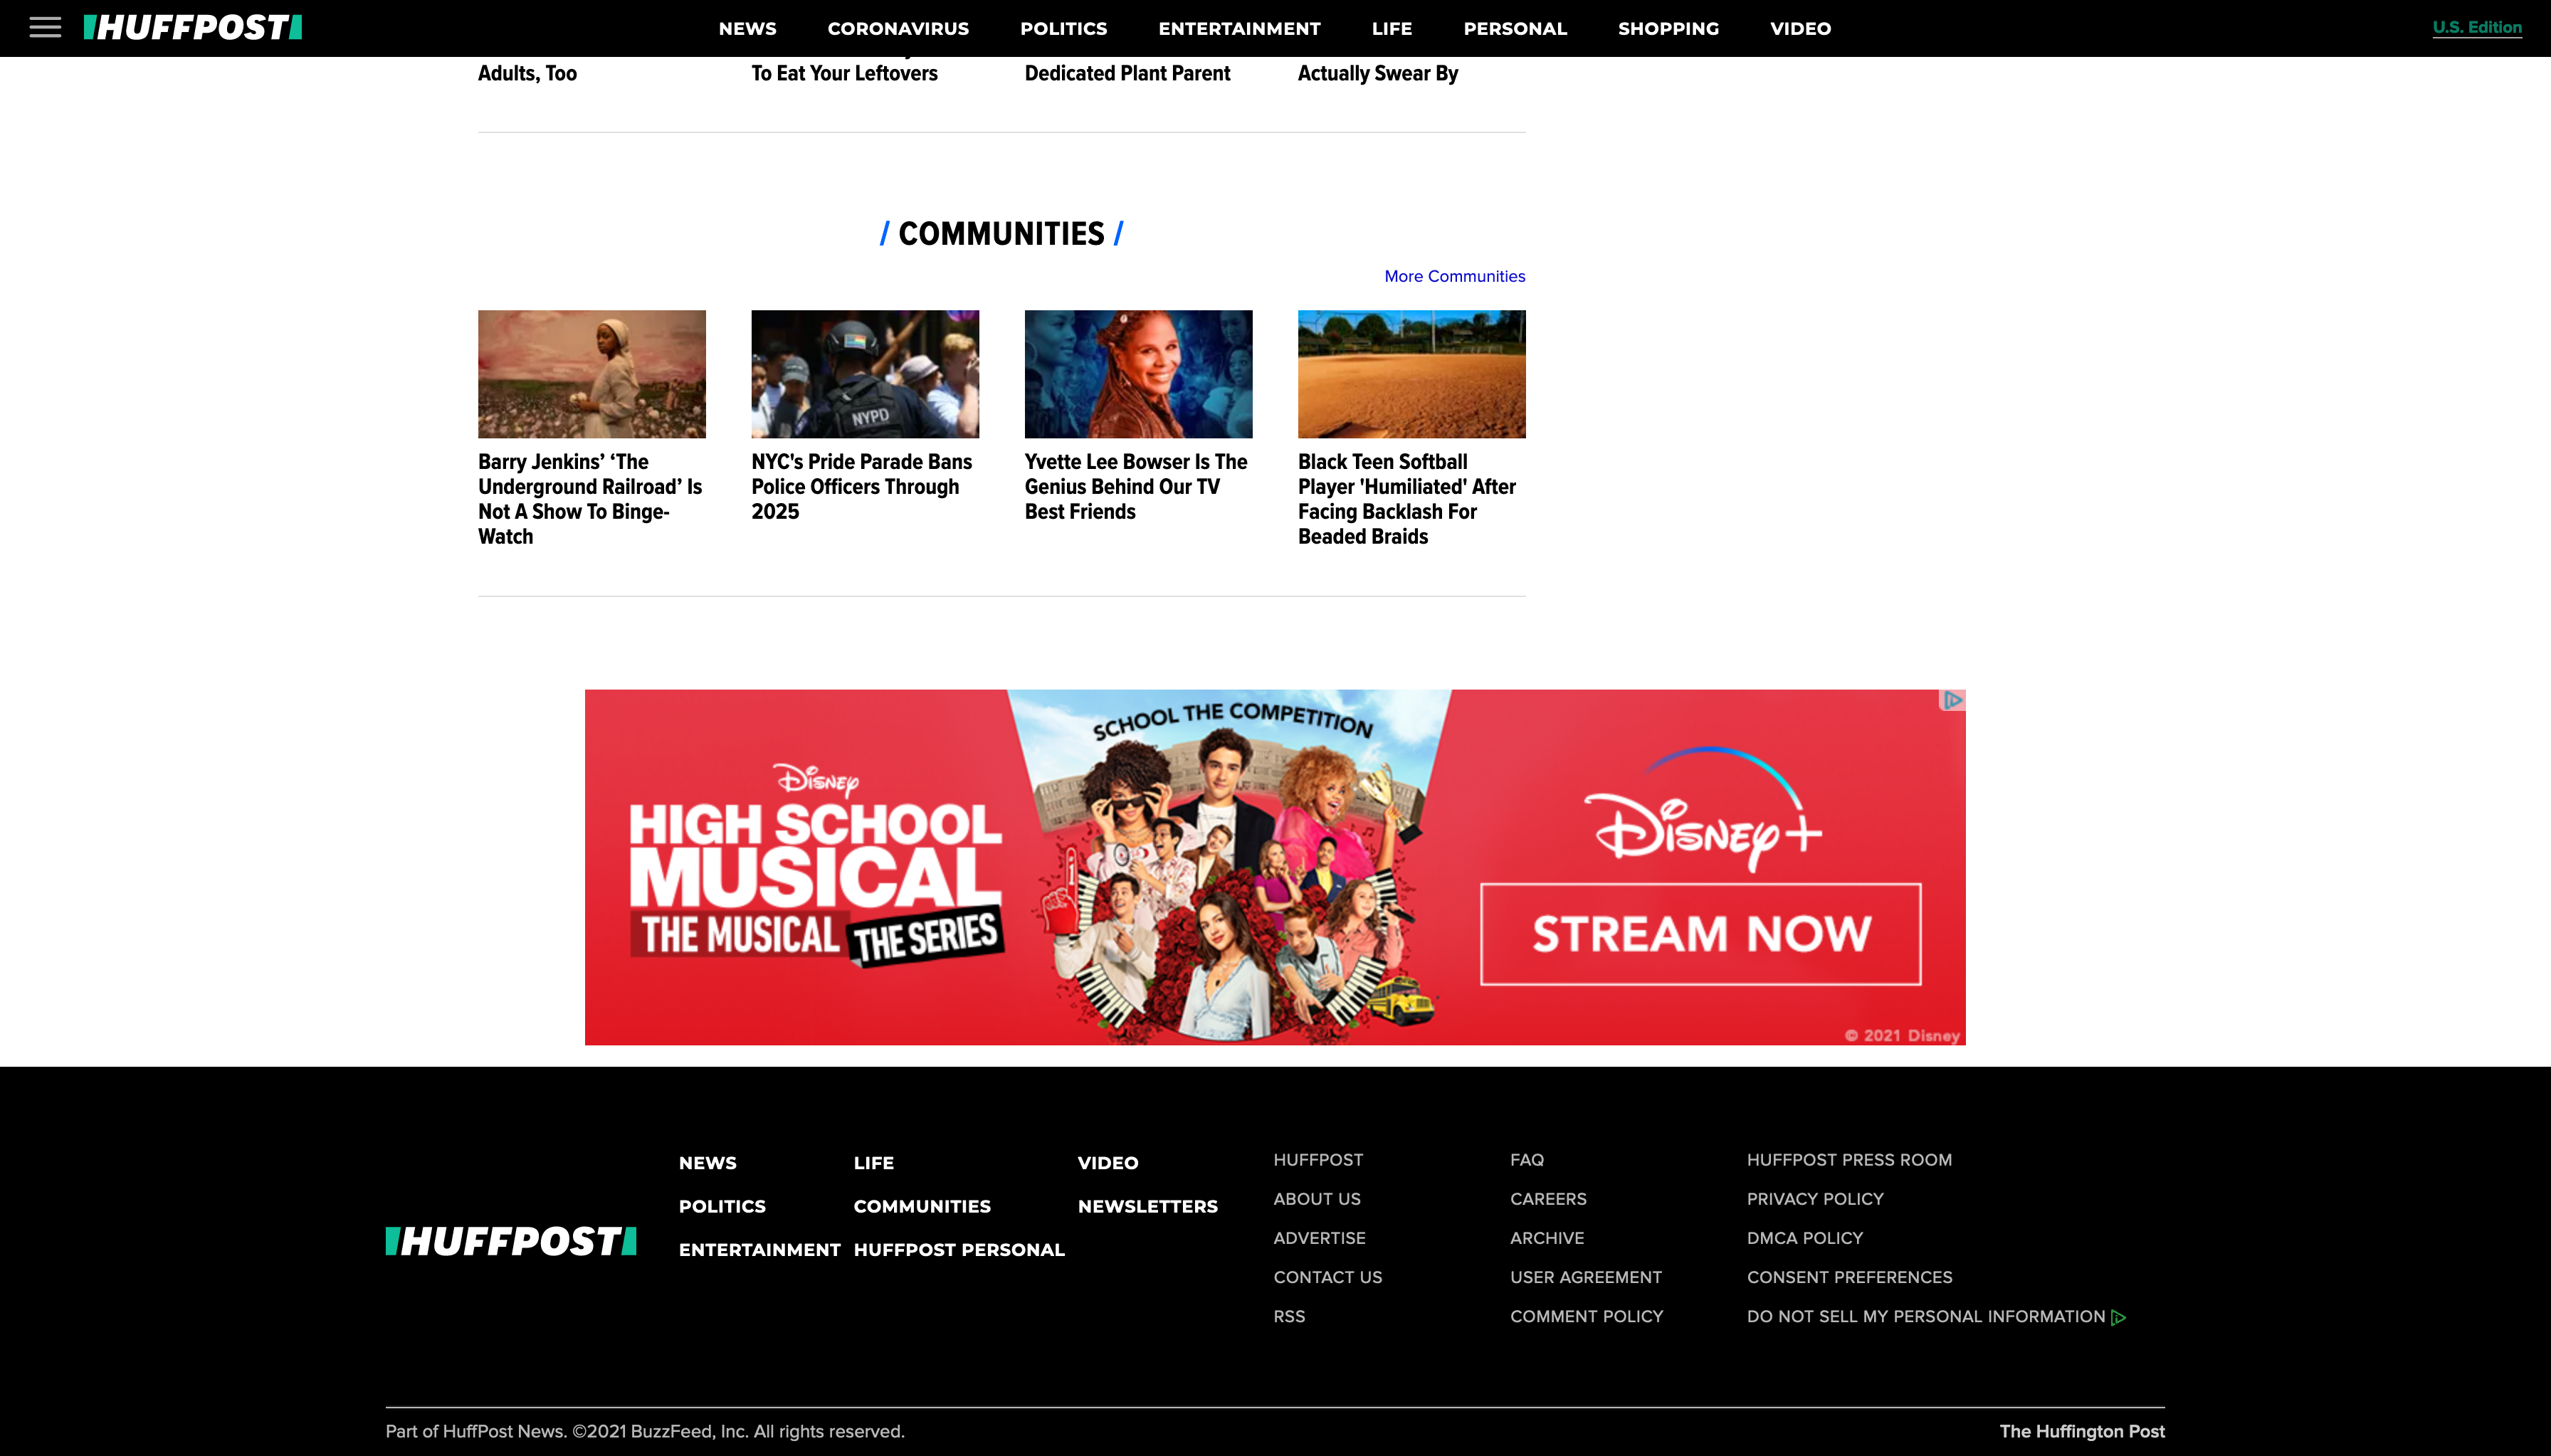 HUFFPOST
NEWS
CORONAVIRUS
POLITICS
ENTERTAINMENT
LIFE
PERSONAL
SHOPPING
VIDEO
U.S. Edition
Adults, Too
To Eat Your Leftovers
Dedicated Plant Parent
Actually Swear By
/ COMMUNITIES /
More Communities
NYPD
Barry Jenkins’ ‘The
Underground Railroad’ Is
Not A Show To Binge-
Watch
NYC's Pride Parade Bans
Police Officers Through
2025
Yvette Lee Bowser Is The
Genius Behind Our TV
Best Friends
Black Teen Softball
Player 'Humiliated' After
Facing Backlash For
Beaded Braids
DISNEY
HIGH SCHOOL
MUSICAL
THE MUSICAL
THE SERIES
SCHOOL THE COMPETITION
1
Disney+
STREAM NOW
© 2021 Disney
HUFFPOST
NEWS
POLITICS
ENTERTAINMENT
LIFE
COMMUNITIES
HUFFPOST PERSONAL
VIDEO
NEWSLETTERS
HUFFPOST
ABOUT US
ADVERTISE
CONTACT US
RSS
FAQ
CAREERS
ARCHIVE
USER AGREEMENT
COMMENT POLICY
HUFFPOST PRESS ROOM
PRIVACY POLICY
DMCA POLICY
CONSENT PREFERENCES
DO NOT SELL MY PERSONAL INFORMATION
Part of HuffPost News. ©2021 BuzzFeed, Inc. All rights reserved.
The Huffington Post